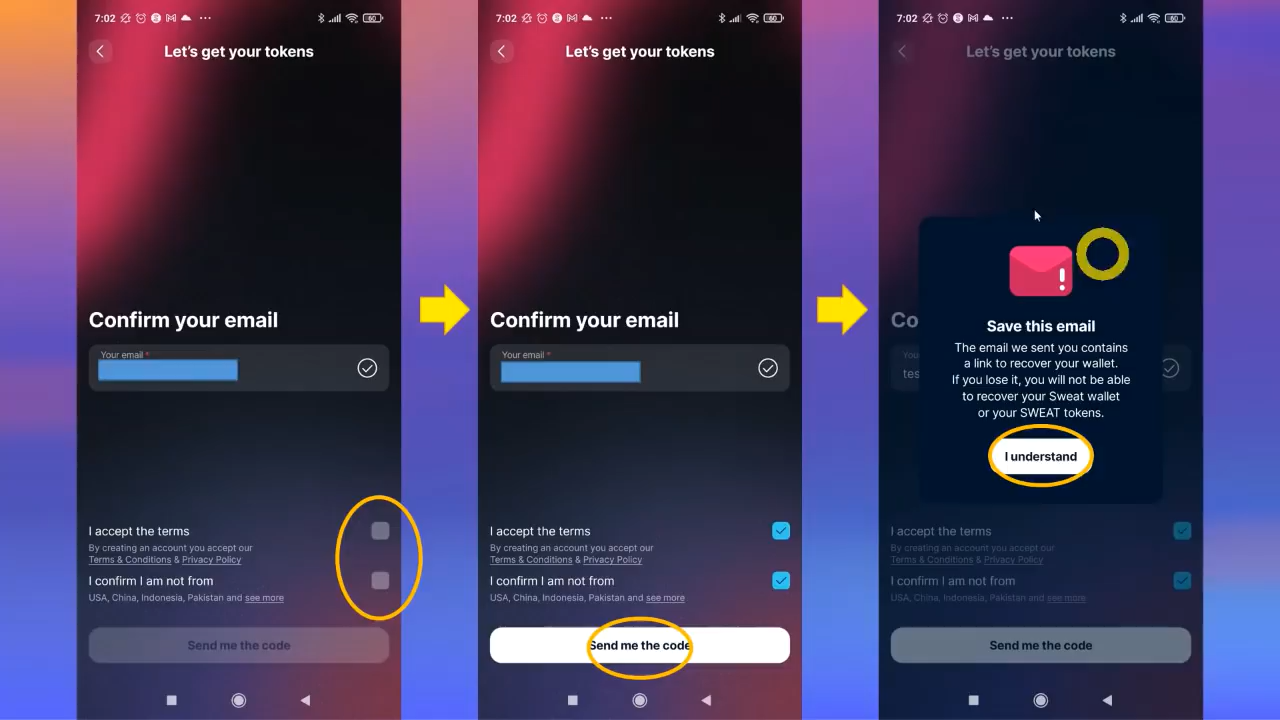 7:02
60
Let's get your tokens
Confirm your email
Your email *
I accept the terms
By creating an account you accept our
Terms & Conditions & Privacy Policy
I confirm I am not from
USA, China, Indonesia, Pakistan and see more
Send me the code
7:02
60
Let's get your tokens
Confirm your email
Your email *
I accept the terms
By creating an account you accept our
Terms & Conditions & Privacy Policy
I confirm I am not from
USA, China, Indonesia, Pakistan and see more
Send me the code
7:02
60
Let's get your tokens
Co
You
tes
Save this email
The email we sent you contains
a link to recover your wallet.
If you lose it, you will not be able
to recover your Sweat wallet
or your SWEAT tokens.
I understand
I accept the terms
By creating an account you accept our
Terms & Conditions & Privacy Policy
I confirm I am not from
USA, China, Indonesia, Pakistan and see more
Send me the code